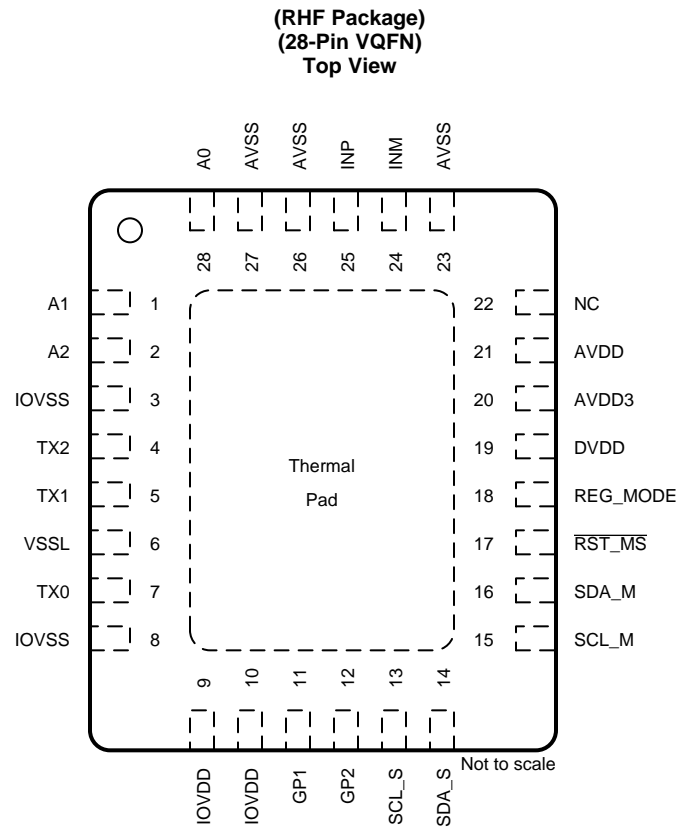 (RHF Package)
(28-Pin VQFN)
Top View
A0 AVSS AVSS INP INM AVSS
28 27 26 25 24 23
A1 1 22 NC
A2 2 21 AVDD
IOVSS 3 20 AVDD3
TX2 4 19 DVDD
Thermal
TX1 5 18 REG_MODE
Pad
VSSL 6 17 RST_MS
TX0 7 16 SDA_M
IOVSS 8 15 SCL_M
9 10 11 12 13 14
IOVDD IOVDD GP1 GP2 SCL_S SDA_S
Not to scale